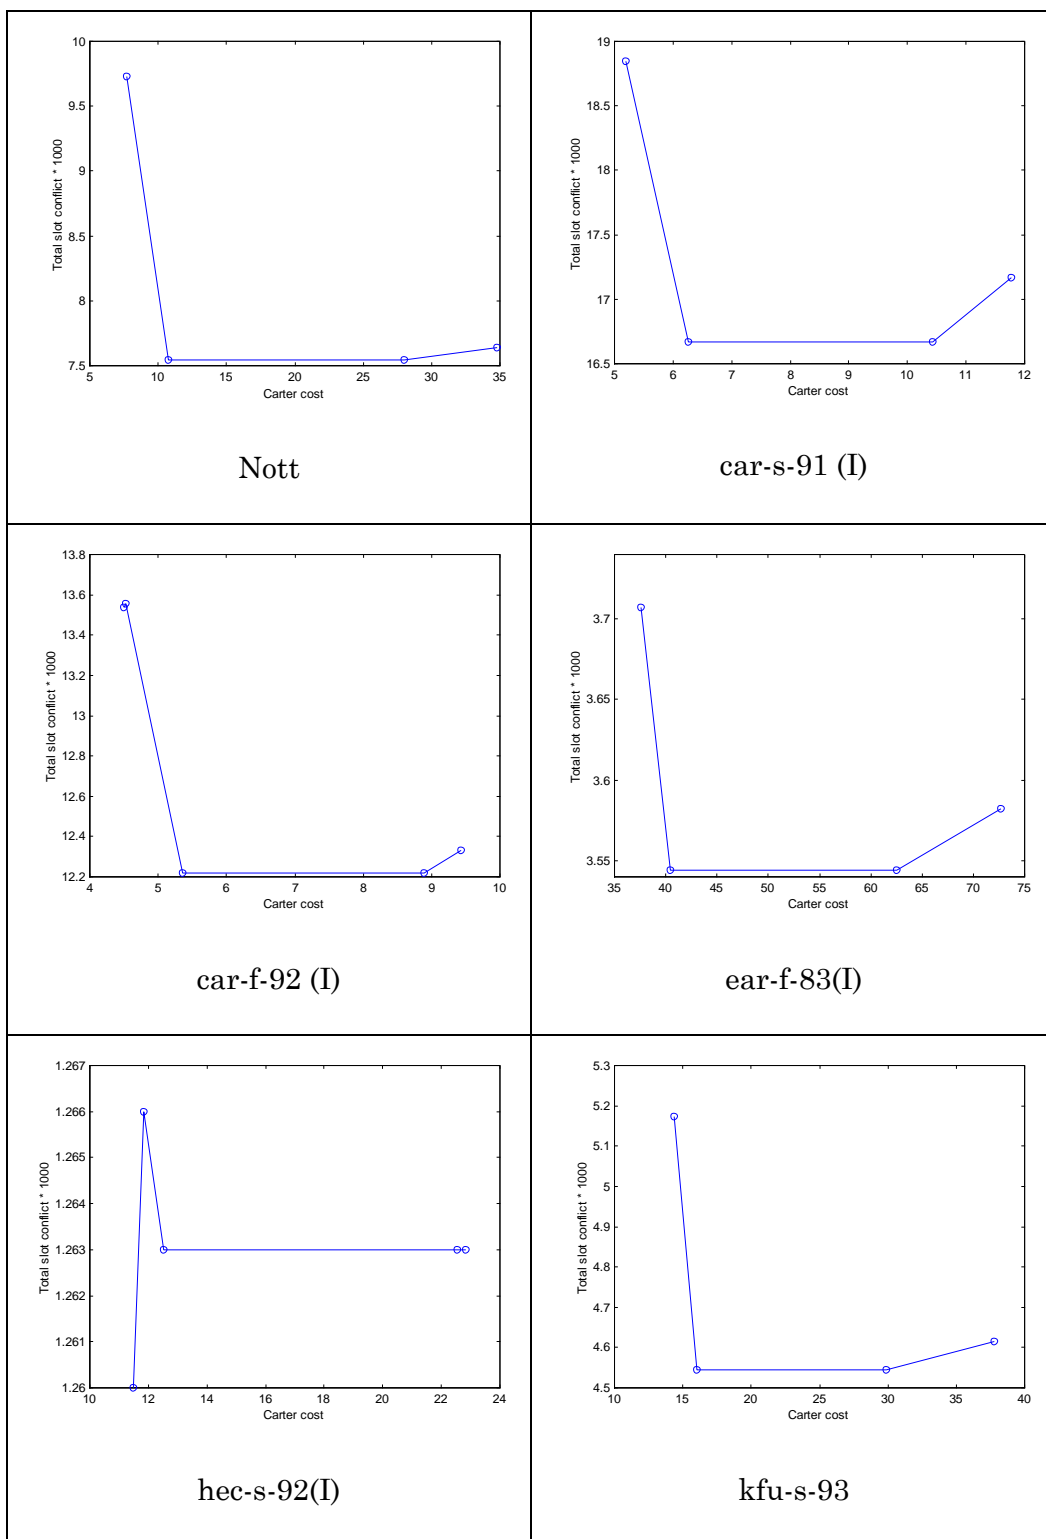 10
9.5
9
8.5
8
7.5
5 10 15 20 25 30 35
Total slot conflict * 1000
Carter cost
Nott
19
18.5
18
17.5
17
16.5
5 6 7 8 9 10 11 12
Total slot conflict * 1000
Carter cost
car-s-91 (I)
13.8
13.6
13.4
13.2
13
12.8
12.6
12.4
12.2
4 5 6 7 8 9 10
Total slot conflict * 1000
Carter cost
car-f-92 (I)
3.7
3.65
3.6
3.55
35 40 45 50 55 60 65 70 75
Total slot conflict * 1000
Carter cost
ear-f-83(I)
1.267
1.266
1.265
1.264
1.263
1.262
1.261
1.26
10 12 14 16 18 20 22 24
Total slot conflict * 1000
Carter cost
hec-s-92(I)
5.3
5.2
5.1
5
4.9
4.8
4.7
4.6
4.5
10 15 20 25 30 35 40
Total slot conflict * 1000
Carter cost
kfu-s-93